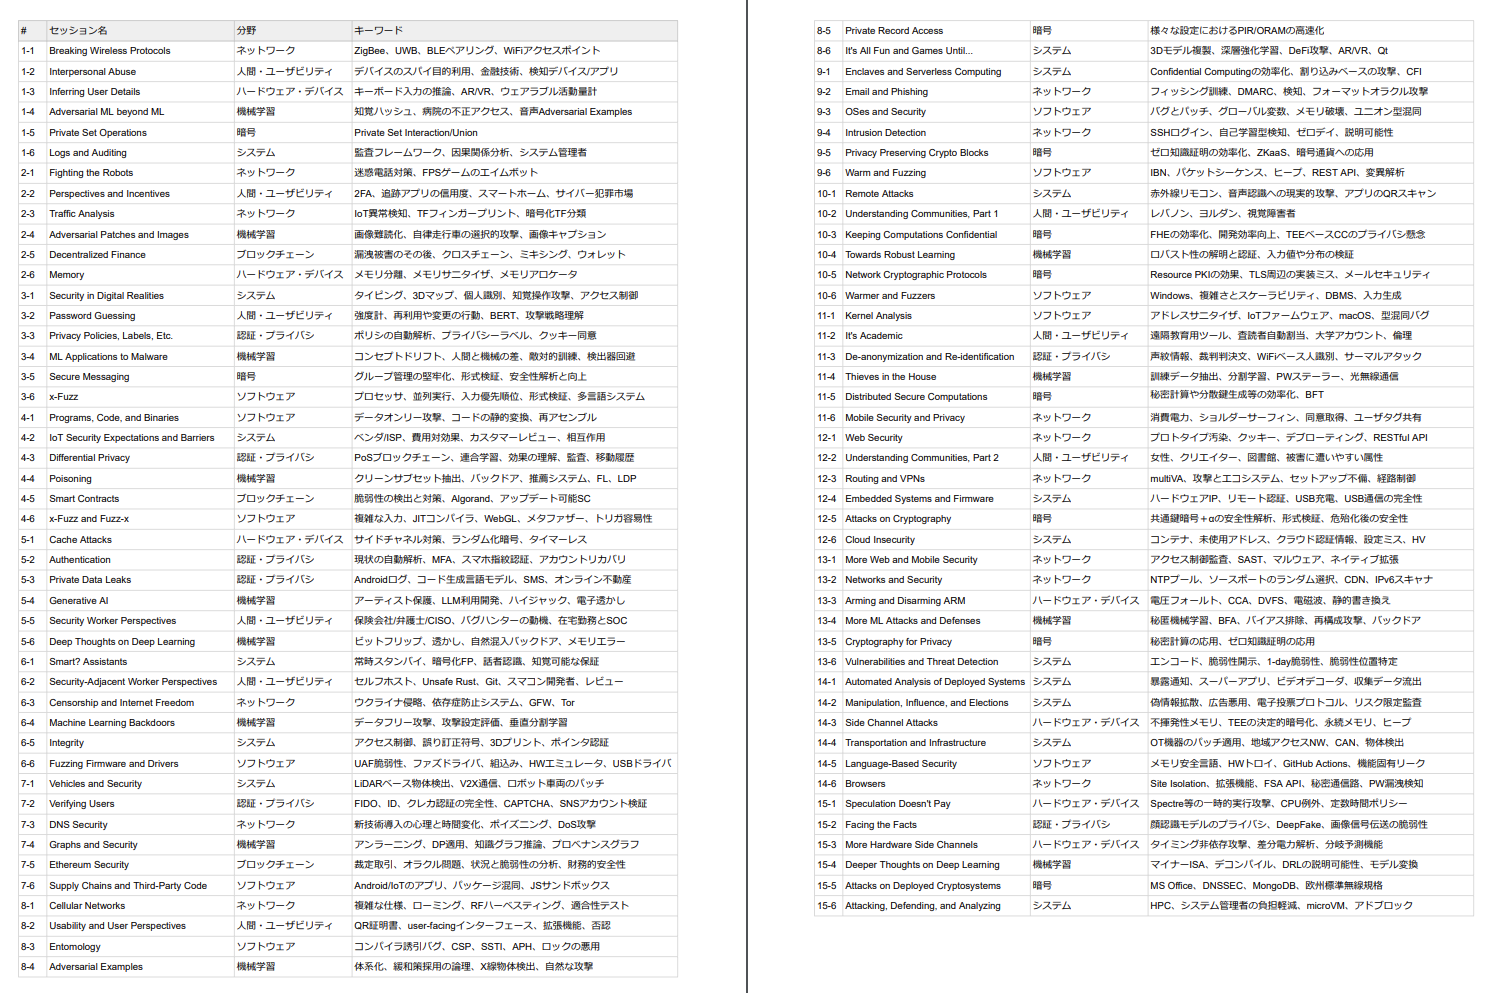 # セッション名 分野 キーワード
1-1 Breaking Wireless Protocols ネットワーク ZigBee、UWB、BLEペアリング、WiFiアクセスポイント
1-2 Interpersonal Abuse 人間・ユーザビリティ デバイスのスパイ目的利用、金融技術、検知デバイス/アプリ
1-3 Inferring User Details ハードウェア・デバイス キーボード入力の推論、AR/VR、ウェアラブル活動量計
1-4 Adversarial ML beyond ML 機械学習 知覚ハッシュ、病院の不正アクセス、音声Adversarial Examples
1-5 Private Set Operations 暗号 Private Set Interaction/Union
1-6 Logs and Auditing システム 監査フレームワーク、因果関係分析、システム管理者
2-1 Fighting the Robots ネットワーク 迷惑電話対策、FPSゲームのエイムボット
2-2 Perspectives and Incentives 人間・ユーザビリティ 2FA、追跡アプリの信用度、スマートホーム、サイバー犯罪市場
2-3 Traffic Analysis ネットワーク IoT異常検知、TFフィンガープリント、暗号化TF分類
2-4 Adversarial Patches and Images 機械学習 画像難読化、自律走行車の選択的攻撃、画像キャプション
2-5 Decentralized Finance ブロックチェーン 漏洩被害のその後、クロスチェーン、ミキシング、ウォレット
2-6 Memory ハードウェア・デバイス メモリ分離、メモリサニタイザ、メモリアロケータ
3-1 Security in Digital Realities システム タイピング、3Dマップ、個人識別、知覚操作攻撃、アクセス制御
3-2 Password Guessing 人間・ユーザビリティ 強度計、再利用や変更の行動、BERT、攻撃戦略理解
3-3 Privacy Policies, Labels, Etc. 認証・プライバシ ポリシの自動解析、プライバシーラベル、クッキー同意
3-4 ML Applications to Malware 機械学習 コンセプトドリフト、人間と機械の差、敵対的訓練、検出器回避
3-5 Secure Messaging 暗号 グループ管理の堅牢化、形式検証、安全性解析と向上
3-6 x-Fuzz ソフトウェア プロセッサ、並列実行、入力優先順位、形式検証、多言語システム
4-1 Programs, Code, and Binaries ソフトウェア データオンリー攻撃、コードの静的変換、再アセンブル
4-2 IoT Security Expectations and Barriers システム ベンダ/ISP、費用対効果、カスタマーレビュー、相互作用
4-3 Differential Privacy 認証・プライバシ PoSブロックチェーン、連合学習、効果の理解、監査、移動履歴
4-4 Poisoning 機械学習 クリーンサブセット抽出、バックドア、推薦システム、FL、LDP
4-5 Smart Contracts ブロックチェーン 脆弱性の検出と対策、Algorand、アップデート可能SC
4-6 x-Fuzz and Fuzz-x ソフトウェア 複雑な入力、JITコンパイラ、WebGL、メタファザー、トリガ容易性
5-1 Cache Attacks ハードウェア・デバイス サイドチャネル対策、ランダム化暗号、タイマーレス
5-2 Authentication 認証・プライバシ 現状の自動解析、MFA、スマホ指紋認証、アカウントリカバリ
5-3 Private Data Leaks 認証・プライバシ Androidログ、コード生成言語モデル、SMS、オンライン不動産
5-4 Generative AI 機械学習 アーティスト保護、LLM利用開発、ハイジャック、電子透かし
5-5 Security Worker Perspectives 人間・ユーザビリティ 保険会社/弁護士/CISO、バグハンターの動機、在宅勤務とSOC
5-6 Deep Thoughts on Deep Learning 機械学習 ビットフリップ、透かし、自然混入バックドア、メモリエラー
6-1 Smart? Assistants システム 常時スタンバイ、暗号化FP、話者認識、知覚可能な保証
6-2 Security-Adjacent Worker Perspectives 人間・ユーザビリティ セルフホスト、Unsafe Rust、Git、スマコン開発者、レビュー
6-3 Censorship and Internet Freedom ネットワーク ウクライナ侵略、依存症防止システム、GFW、Tor
6-4 Machine Learning Backdoors 機械学習 データフリー攻撃、攻撃設定評価、垂直分割学習
6-5 Integrity システム アクセス制御、誤り訂正符号、3Dプリント、ポインタ認証
6-6 Fuzzing Firmware and Drivers ソフトウェア UAF脆弱性、ファズドライバ、組込み、HWエミュレータ、USBドライバ
7-1 Vehicles and Security システム LiDARベース物体検出、V2X通信、ロボット車両のパッチ
7-2 Verifying Users 認証・プライバシ FIDO、ID、クレカ認証の完全性、CAPTCHA、SNSアカウント検証
7-3 DNS Security ネットワーク 新技術導入の心理と時間変化、ポイズニング、DoS攻撃
7-4 Graphs and Security 機械学習 アンラーニング、DP適用、知識グラフ推論、プロベナンスグラフ
7-5 Ethereum Security ブロックチェーン 裁定取引、オラクル問題、状況と脆弱性の分析、財務的安全性
7-6 Supply Chains and Third-Party Code ソフトウェア Android/IoTのアプリ、パッケージ混同、JSサンドボックス
8-1 Cellular Networks ネットワーク 複雑な仕様、ローミング、RFハーベスティング、適合性テスト
8-2 Usability and User Perspectives 人間・ユーザビリティ QR証明書、user-facingインターフェース、拡張機能、否認
8-3 Entomology ソフトウェア コンパイラ誘引バグ、CSP、SSTI、APH、ロックの悪用
8-4 Adversarial Examples 機械学習 体系化、緩和策採用の論理、X線物体検出、自然な攻撃
8-5 Private Record Access 暗号 様々な設定におけるPIR/ORAMの高速化
8-6 It's All Fun and Games Until... システム 3Dモデル複製、深層強化学習、DeFi攻撃、AR/VR、Qt
9-1 Enclaves and Serverless Computing システム Confidential Computingの効率化、割り込みベースの攻撃、CFI
9-2 Email and Phishing ネットワーク フィッシング訓練、DMARC、検知、フォーマットオラクル攻撃
9-3 OSes and Security ソフトウェア バグとパッチ、グローバル変数、メモリ破壊、ユニオン型混同
9-4 Intrusion Detection ネットワーク SSHログイン、自己学習型検知、ゼロデイ、説明可能性
9-5 Privacy Preserving Crypto Blocks 暗号 ゼロ知識証明の効率化、ZKaaS、暗号通貨への応用
9-6 Warm and Fuzzing ソフトウェア IBN、パケットシーケンス、ヒープ、REST API、変異解析
10-1 Remote Attacks システム 赤外線リモコン、音声認識への現実的攻撃、アプリのQRスキャン
10-2 Understanding Communities, Part 1 人間・ユーザビリティ レバノン、ヨルダン、視覚障害者
10-3 Keeping Computations Confidential 暗号 FHEの効率化、開発効率向上、TEEベースCCのプライバシ懸念
10-4 Towards Robust Learning 機械学習 ロバスト性の解明と認証、入力値や分布の検証
10-5 Network Cryptographic Protocols 暗号 Resource PKIの効果、TLS周辺の実装ミス、メールセキュリティ
10-6 Warmer and Fuzzers ソフトウェア Windows、複雑さとスケーラビリティ、DBMS、入力生成
11-1 Kernel Analysis ソフトウェア アドレスサニタイザ、IoTファームウェア、macOS、型混同バグ
11-2 It's Academic 人間・ユーザビリティ 遠隔教育用ツール、査読者自動割当、大学アカウント、倫理
11-3 De-anonymization and Re-identification 認証・プライバシ 声紋情報、裁判判決文、WiFiベース人識別、サーマルアタック
11-4 Thieves in the House 機械学習 訓練データ抽出、分割学習、PWステーラー、光無線通信
11-5 Distributed Secure Computations 暗号 秘密計算や分散鍵生成等の効率化、BFT
11-6 Mobile Security and Privacy ネットワーク 消費電力、ショルダーサーフィン、同意取得、ユーザタグ共有
12-1 Web Security ネットワーク プロトタイプ汚染、クッキー、デブローティング、RESTful API
12-2 Understanding Communities, Part 2 人間・ユーザビリティ 女性、クリエイター、図書館、被害に遭いやすい属性
12-3 Routing and VPNs ネットワーク multiVA、攻撃とエコシステム、セットアップ不備、経路制御
12-4 Embedded Systems and Firmware システム ハードウェアIP、リモート認証、USB充電、USB通信の完全性
12-5 Attacks on Cryptography 暗号 共通鍵暗号＋αの安全性解析、形式検証、危殆化後の安全性
12-6 Cloud Insecurity システム コンテナ、未使用アドレス、クラウド認証情報、設定ミス、HV
13-1 More Web and Mobile Security ネットワーク アクセス制御監査、SAST、マルウェア、ネイティブ拡張
13-2 Networks and Security ネットワーク NTPプール、ソースポートのランダム選択、CDN、IPv6スキャナ
13-3 Arming and Disarming ARM ハードウェア・デバイス 電圧フォールト、CCA、DVFS、電磁波、静的書き換え
13-4 More ML Attacks and Defenses 機械学習 秘匿機械学習、BFA、バイアス排除、再構成攻撃、バックドア
13-5 Cryptography for Privacy 暗号 秘密計算の応用、ゼロ知識証明の応用
13-6 Vulnerabilities and Threat Detection システム エンコード、脆弱性開示、1-day脆弱性、脆弱性位置特定
14-1 Automated Analysis of Deployed Systems システム 暴露通知、スーパーアプリ、ビデオデコーダ、収集データ流出
14-2 Manipulation, Influence, and Elections システム 偽情報拡散、広告悪用、電子投票プロトコル、リスク限定監査
14-3 Side Channel Attacks ハードウェア・デバイス 不揮発性メモリ、TEEの決定的暗号化、永続メモリ、ヒープ
14-4 Transportation and Infrastructure システム OT機器のパッチ適用、地域アクセスNW、CAN、物体検出
14-5 Language-Based Security ソフトウェア メモリ安全言語、HWトロイ、GitHub Actions、機能固有リーク
14-6 Browsers ネットワーク Site Isolation、拡張機能、FSA API、秘密通信路、PW漏洩検知
15-1 Speculation Doesn't Pay ハードウェア・デバイス Spectre等の一時的実行攻撃、CPU例外、定数時間ポリシー
15-2 Facing the Facts 認証・プライバシ 顔認識モデルのプライバシ、DeepFake、画像信号伝送の脆弱性
15-3 More Hardware Side Channels ハードウェア・デバイス タイミング非依存攻撃、差分電力解析、分岐予測機能
15-4 Deeper Thoughts on Deep Learning 機械学習 マイナーISA、デコンパイル、DRLの説明可能性、モデル変換
15-5 Attacks on Deployed Cryptosystems 暗号 MS Office、DNSSEC、MongoDB、欧州標準無線規格
15-6 Attacking, Defending, and Analyzing システム HPC、システム管理者の負担軽減、microVM、アドブロック